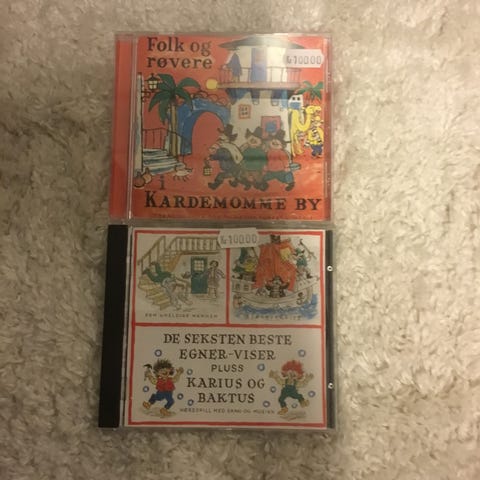 Folk og
røvere
kr 100.00
i
KARDEMOMME BY
kr 100.00
DEN UHELDIGE MANNEN
DE SEKSTEN BESTE
EGNER-VISER
PLUSS
KARIUS OG
BAKTUS
HØRESPILL MED SANG OG MUSIKK